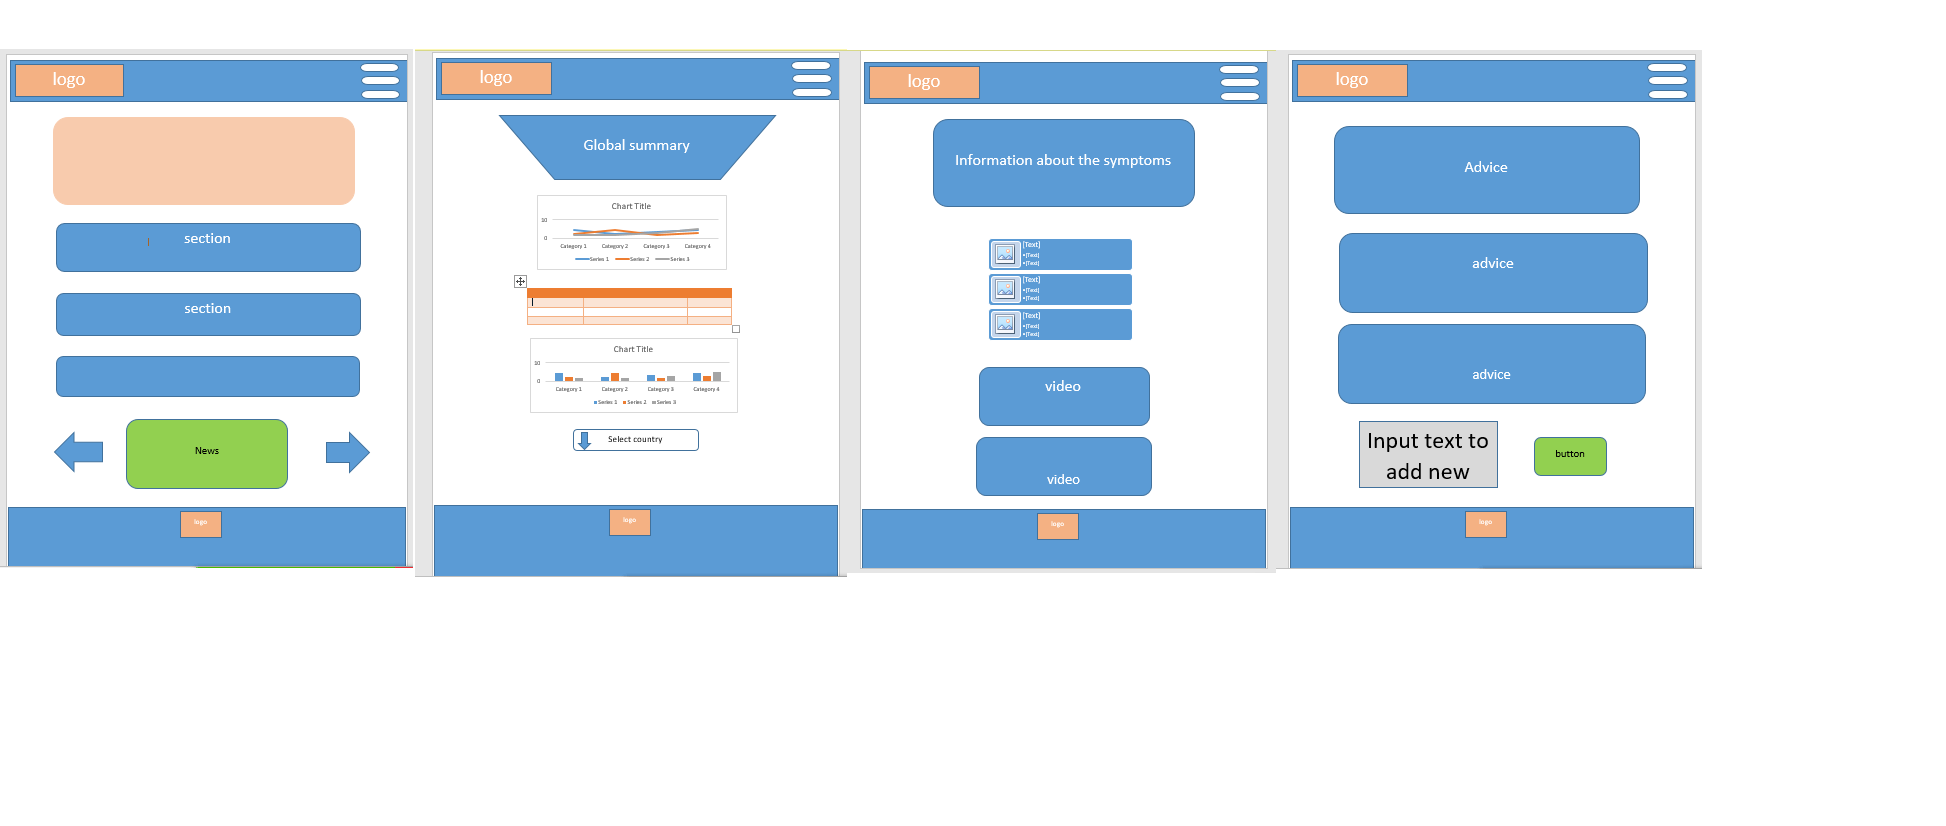 logo
section
section
News
logo
logo
Global summary
Chart Title
10
0
Category 1 Category 2 Category 3 Category 4
Series 1 Series 2 Series 3
Chart Title
10
0
Category 1 Category 2 Category 3 Category 4
Series 1 Series 2 Series 3
Select country
logo
logo
Information about the symptoms
[Text]
•[Text]
•[Text]
[Text]
•[Text]
•[Text]
[Text]
•[Text]
•[Text]
video
video
logo
logo
Advice
advice
advice
Input text to
add new
button
logo